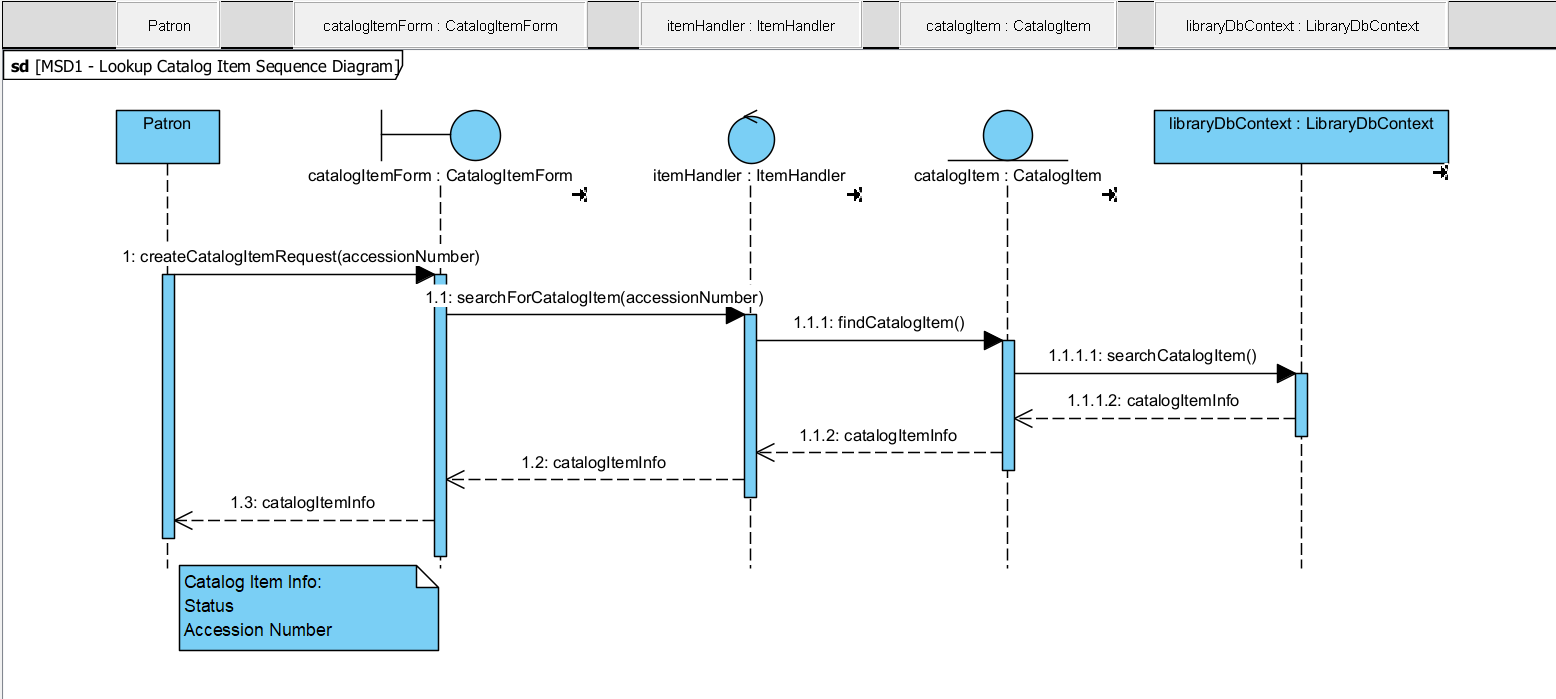 Patron
catalogItemForm : CatalogItemForm
itemHandler : ItemHandler
catalogItem : CatalogItem
libraryDbContext : LibraryDbContext
sd [MSD1 - Lookup Catalog Item Sequence Diagram]
Patron
libraryDbContext : LibraryDbContext
catalogItemForm : CatalogItemForm
itemHandler : ItemHandler
catalogItem : CatalogItem
1: createCatalogItemRequest(accessionNumber)
1.1: searchForCatalogItem(accessionNumber)
1.1.1: findCatalogItem()
1.1.1.1: searchCatalogItem()
1.1.1.2: catalogItemInfo
1.1.2: catalogItemInfo
1.2: catalogItemInfo
1.3: catalogItemInfo
Catalog Item Info:
Status
Accession Number